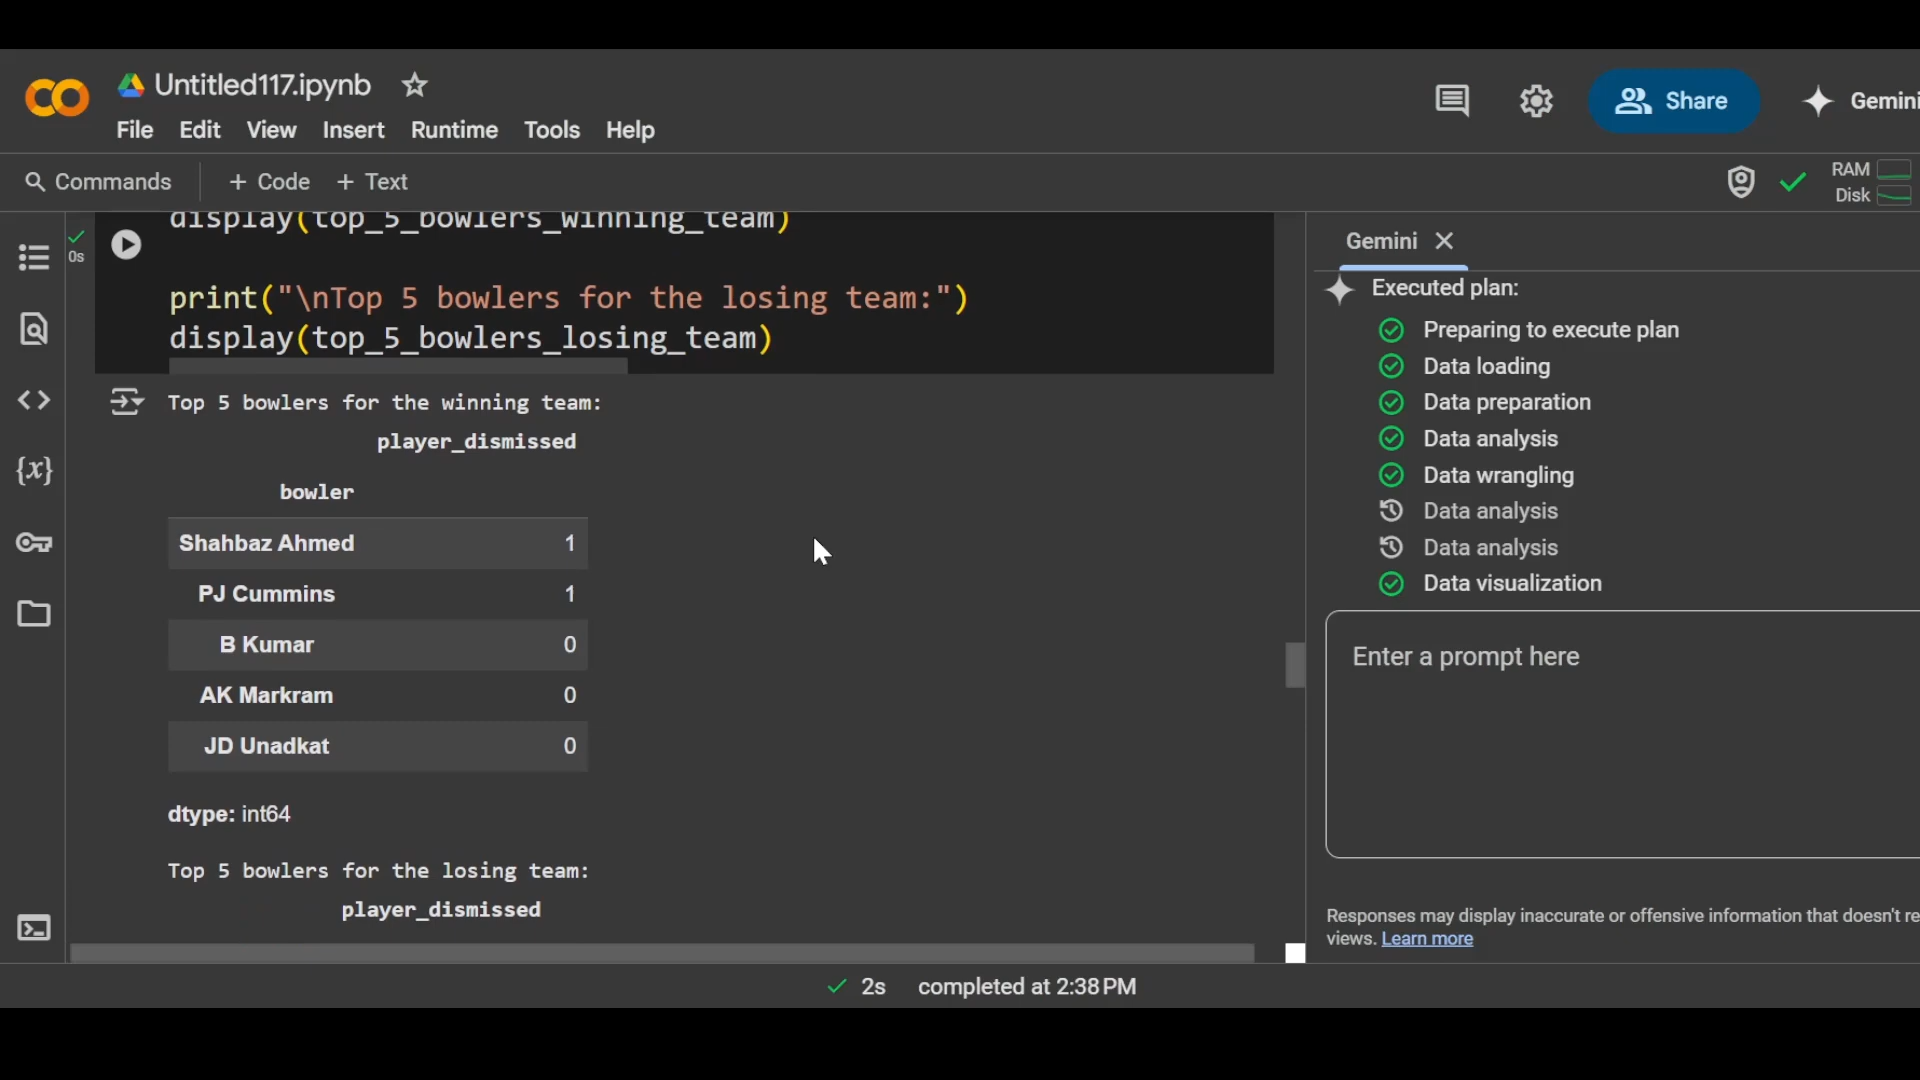 Untitled117.ipynb
File Edit View Insert Runtime Tools Help
Share
Gemini
Commands + Code + Text
RAM
Disk
0s
display(top_5_bowlers_winning_team)
print("\nTop 5 bowlers for the losing team:")
display(top_5_bowlers_losing_team)
Top 5 bowlers for the winning team:
player_dismissed
bowler
Shahbaz Ahmed 1
PJ Cummins 1
B Kumar 0
AK Markram 0
JD Unadkat 0
dtype: int64
Top 5 bowlers for the losing team:
player_dismissed
Gemini
Executed plan:
Preparing to execute plan
Data loading
Data preparation
Data analysis
Data wrangling
Data analysis
Data analysis
Data visualization
Enter a prompt here
Responses may display inaccurate or offensive information that doesn't re
views. Learn more
2s completed at 2:38 PM